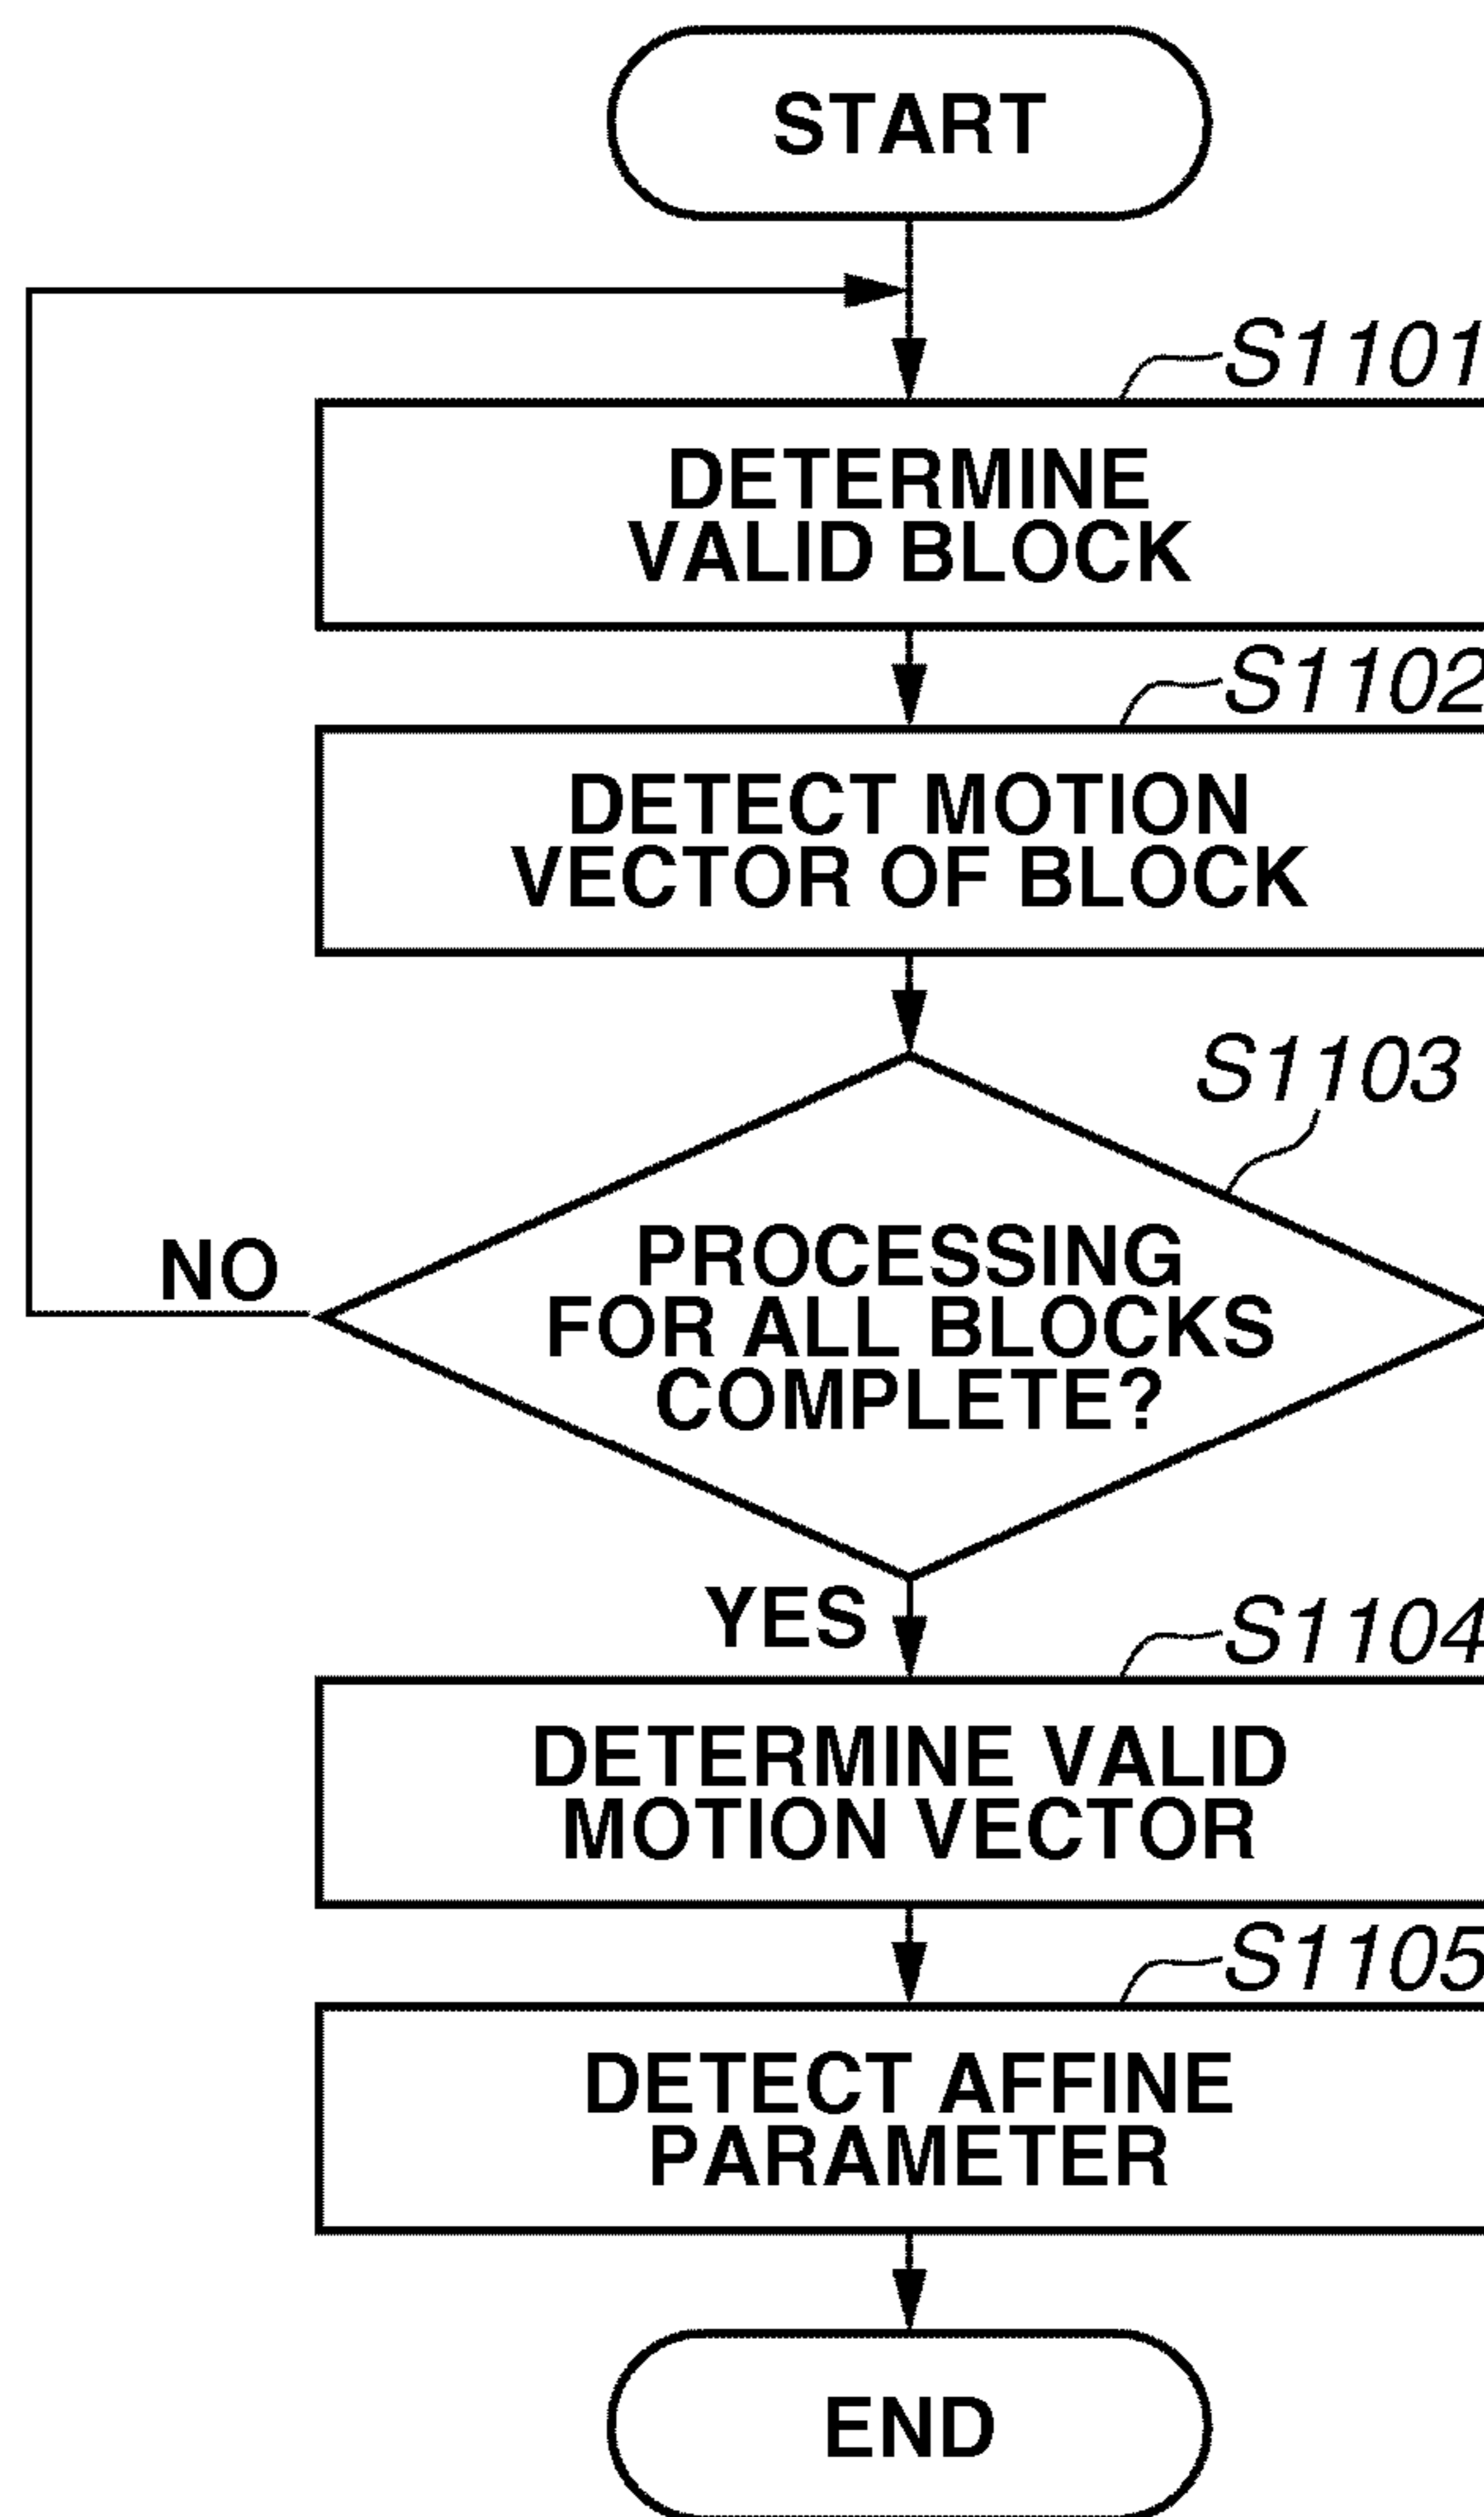 START
S1101
DETERMINE
VALID BLOCK
S1102
DETECT MOTION
VECTOR OF BLOCK
S1103
PROCESSING
FOR ALL BLOCKS
COMPLETE?
NO
YES
S1104
DETERMINE VALID
MOTION VECTOR
S1105
DETECT AFFINE
PARAMETER
END